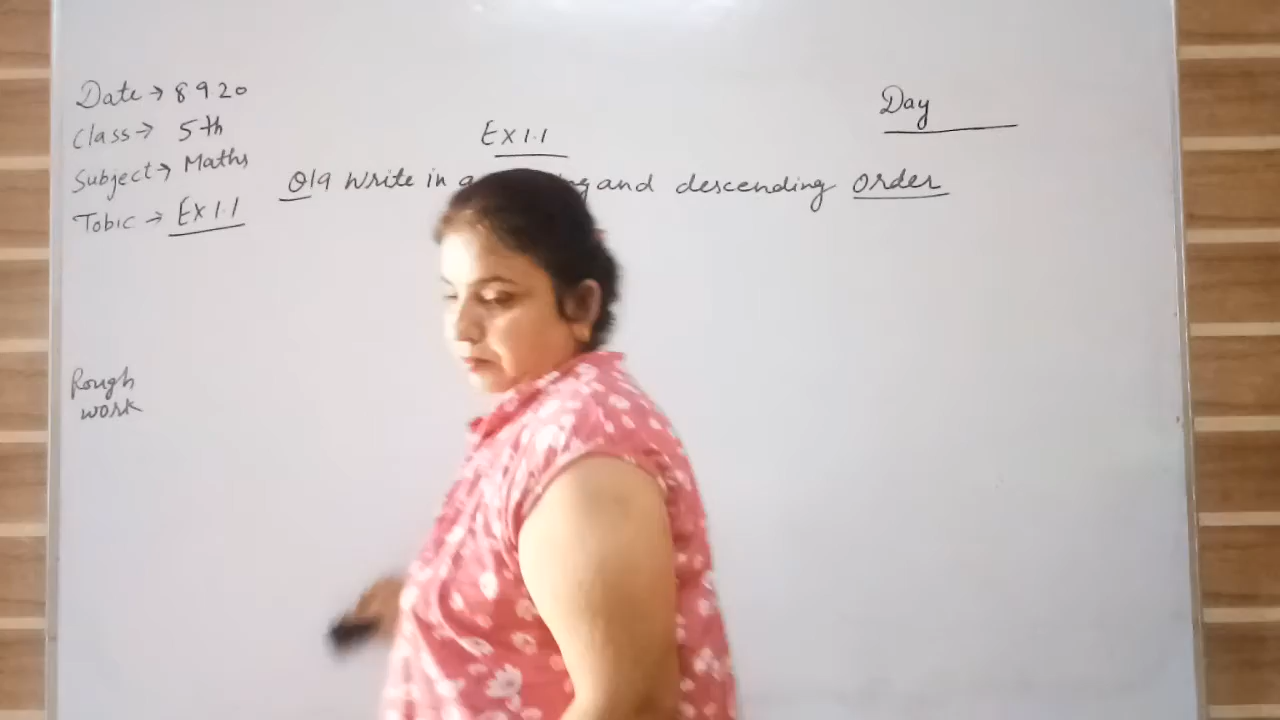 Date → 8 9.20
Class → 5th
Subject → Maths
Tobic → Ex 1.1
Day
Ex 1.1
Q19 Write in and descending order
Rough
work